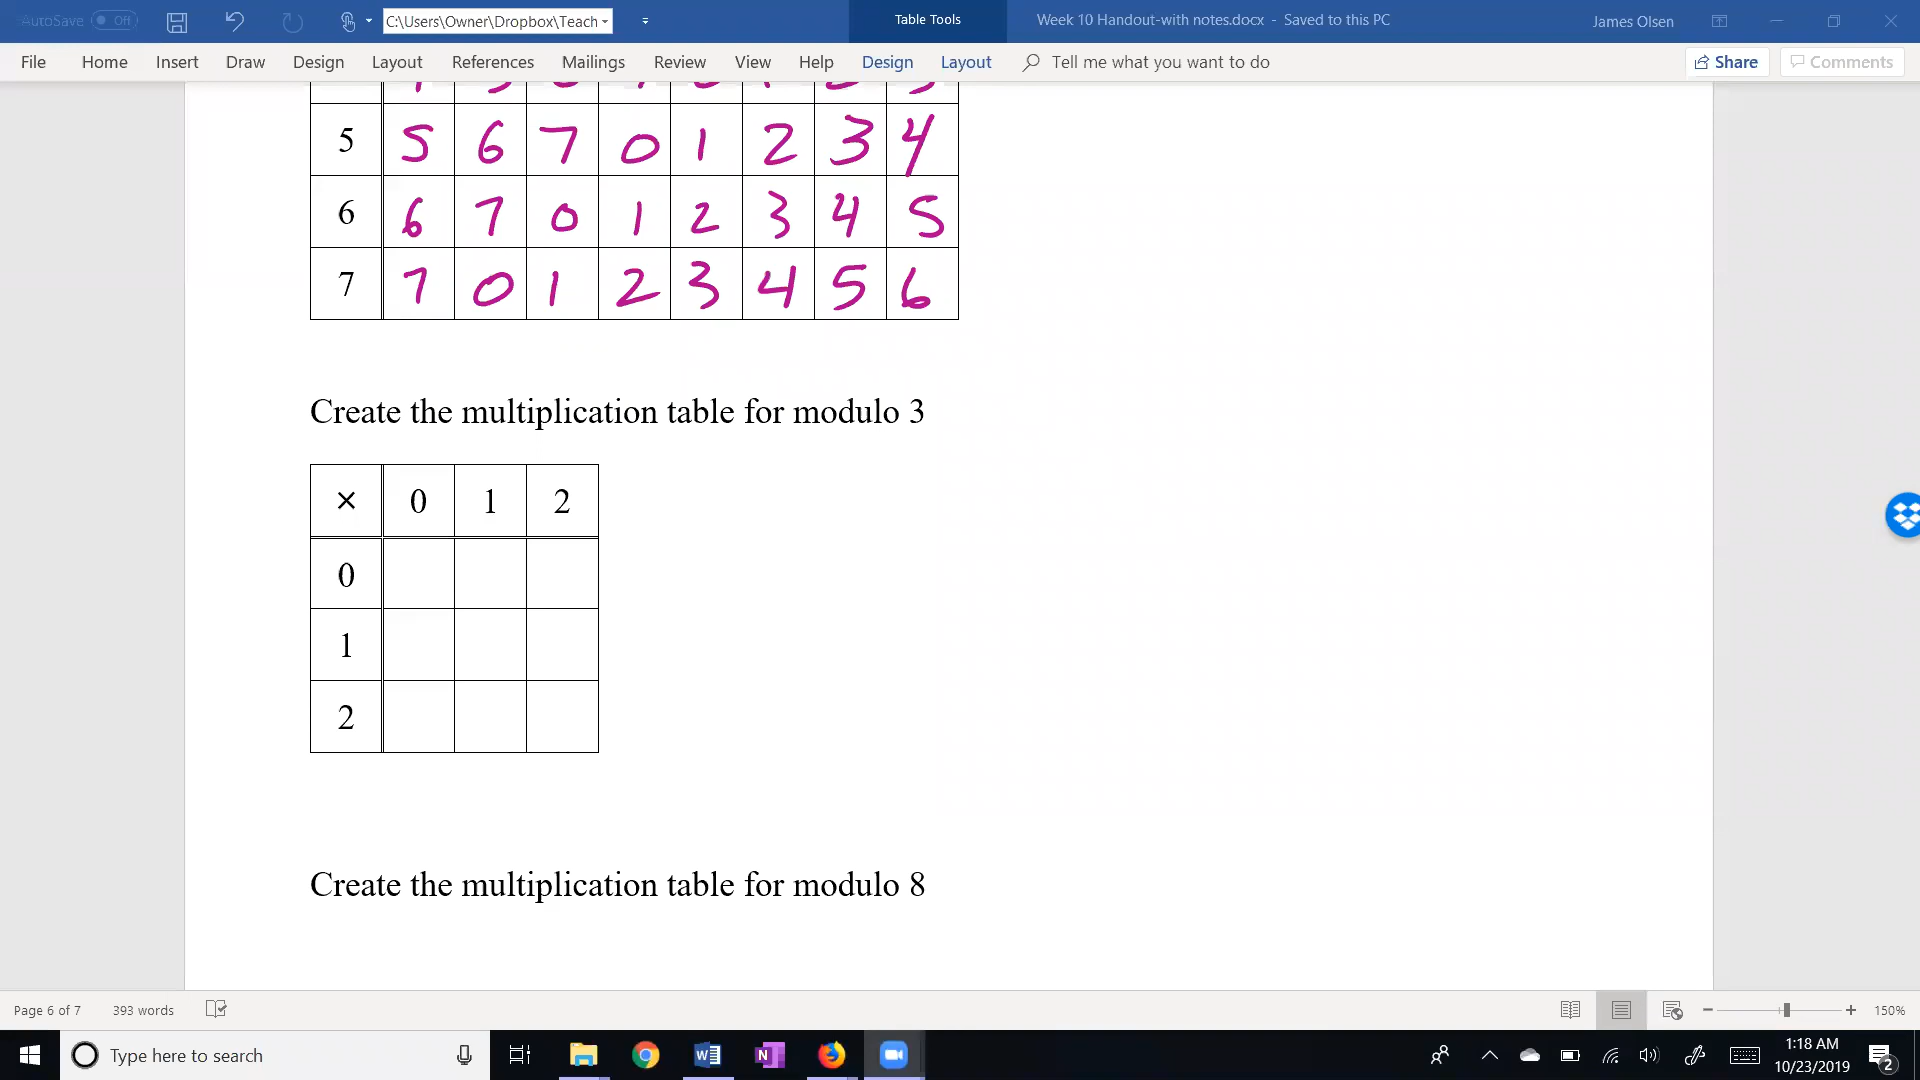 AutoSave Off C:\Users\Owner\Dropbox\Teach Table Tools Week 10 Handout-with notes.docx - Saved to this PC James Olsen
File Home Insert Draw Design Layout References Mailings Review View Help Design Layout Tell me what you want to do Share Comments
5 5 6 7 0 1 2 3 4
6 6 7 0 1 2 3 4 5
7 7 0 1 2 3 4 5 6
Create the multiplication table for modulo 3
× 0 1 2
0
1
2
Create the multiplication table for modulo 8
Page 6 of 7 393 words 150%
Type here to search 1:18 AM
10/23/2019 2